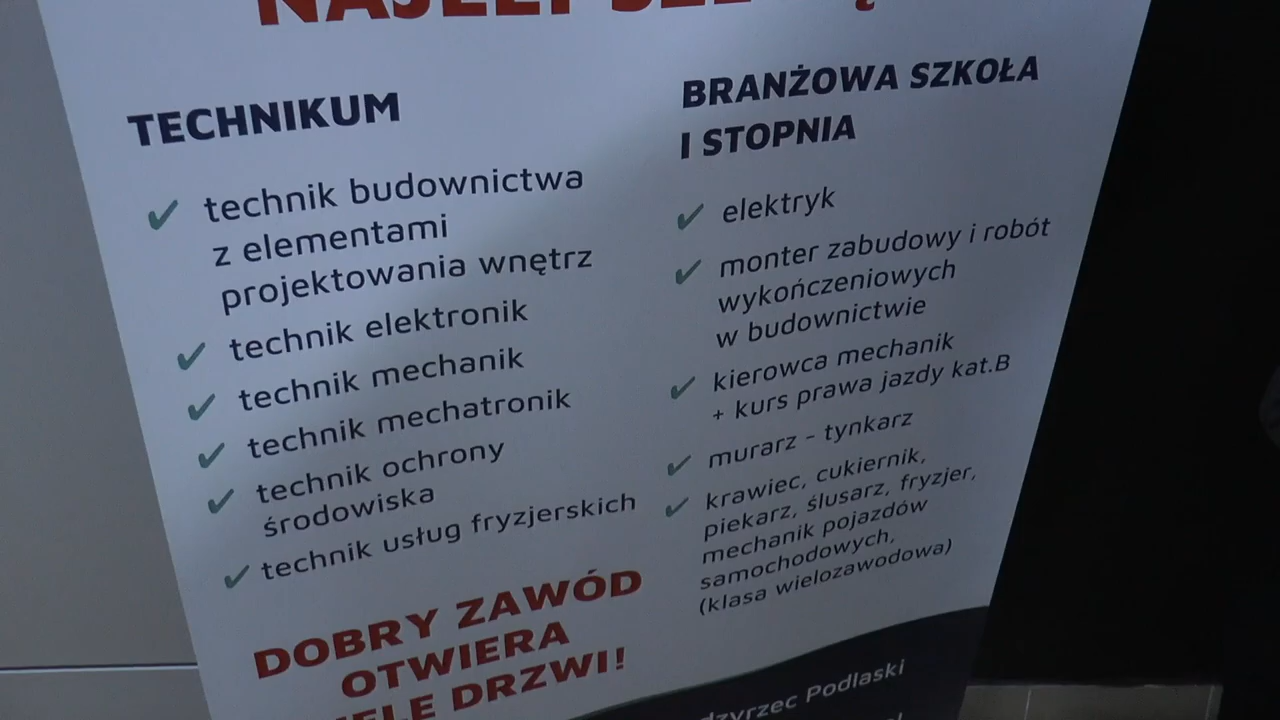 TECHNIKUM
✔ technik budownictwa
z elementami
projektowania wnętrz
✔ technik elektronik
✔ technik mechanik
✔ technik mechatronik
✔ technik ochrony
środowiska
✔ technik usług fryzjerskich
BRANŻOWA SZKOŁA
I STOPNIA
✔ elektryk
✔ monter zabudowy i robót
wykończeniowych
w budownictwie
✔ kierowca mechanik
+ kurs prawa jazdy kat.B
✔ murarz - tynkarz
✔ krawiec, cukiernik,
piekarz, ślusarz, fryzjer,
mechanik pojazdów
samochodowych,
(klasa wielozawodowa)
DOBRY ZAWÓD
OTWIERA
DRZWI!
Podlaski